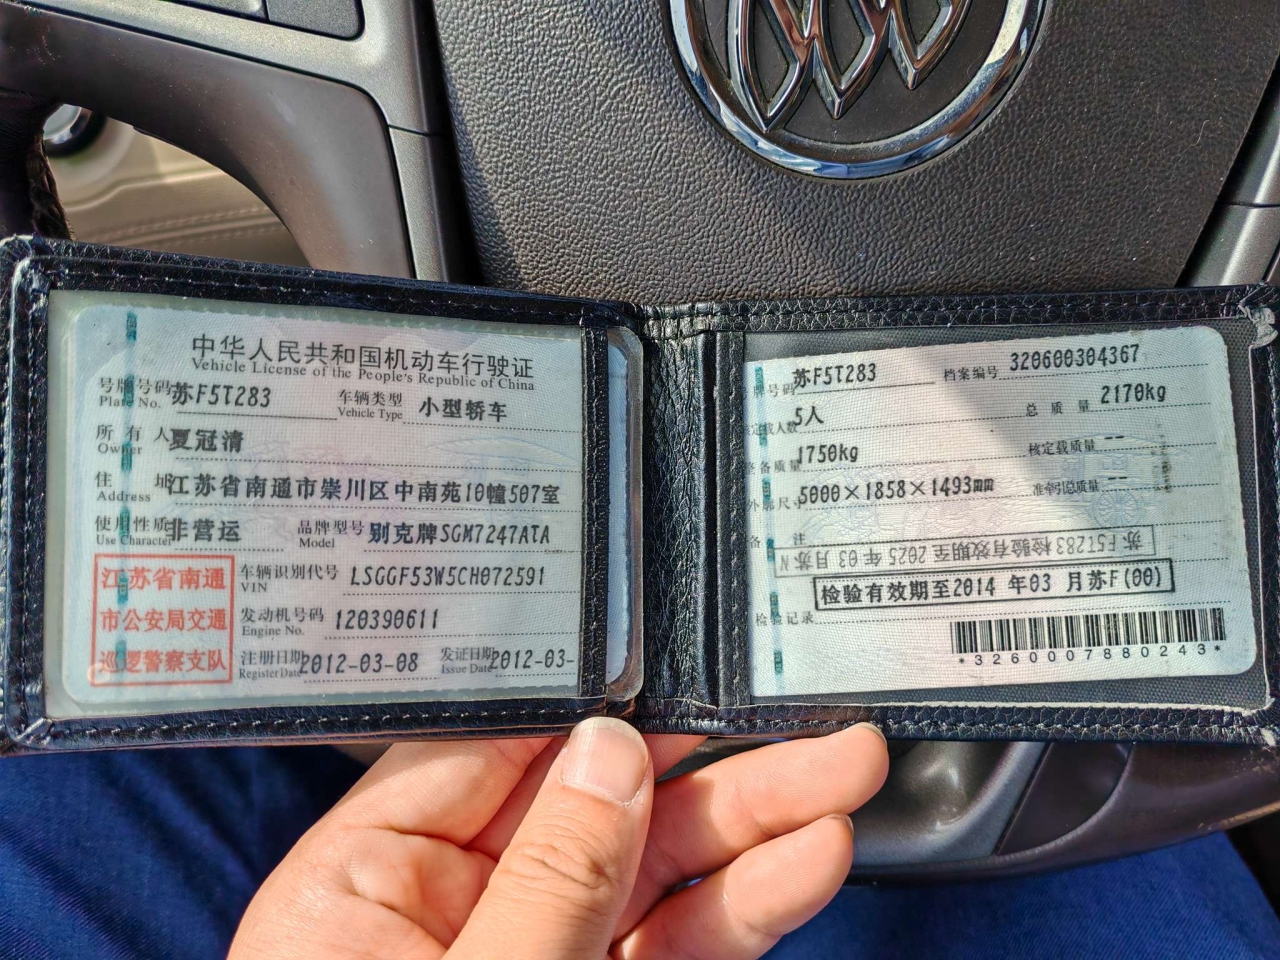 中华人民共和国机动车行驶证
Vehicle License of the People's Republic of China
号牌号码 苏F5T283 车辆类型 小型轿车
Plate No. Vehicle Type
所有人 夏冠清
Owner
住址 江苏省南通市崇川区中南苑10幢507室
Address
使用性质 非营运 品牌型号 别克牌SGM7247ATA
Use Character Model
江苏省南通
市公安局交通
巡逻警察支队
车辆识别代号 LSGGF53W5CH072591
VIN
发动机号码 120390611
Engine No.
注册日期 2012-03-08 发证日期 2012-03-
Register Date Issue Date
号牌号码 苏F5T283 档案编号 320600304367
核定载人数 5人 总质量 2170kg
整备质量 1750kg 核定载质量 --
外廓尺寸 5000×1858×1493mm 准牵引总质量 --
备注
苏F5T283 检验有效期至 2025 年 03 月苏N
检验有效期至2014 年03 月苏F(00)
检验记录
*3260007880243*